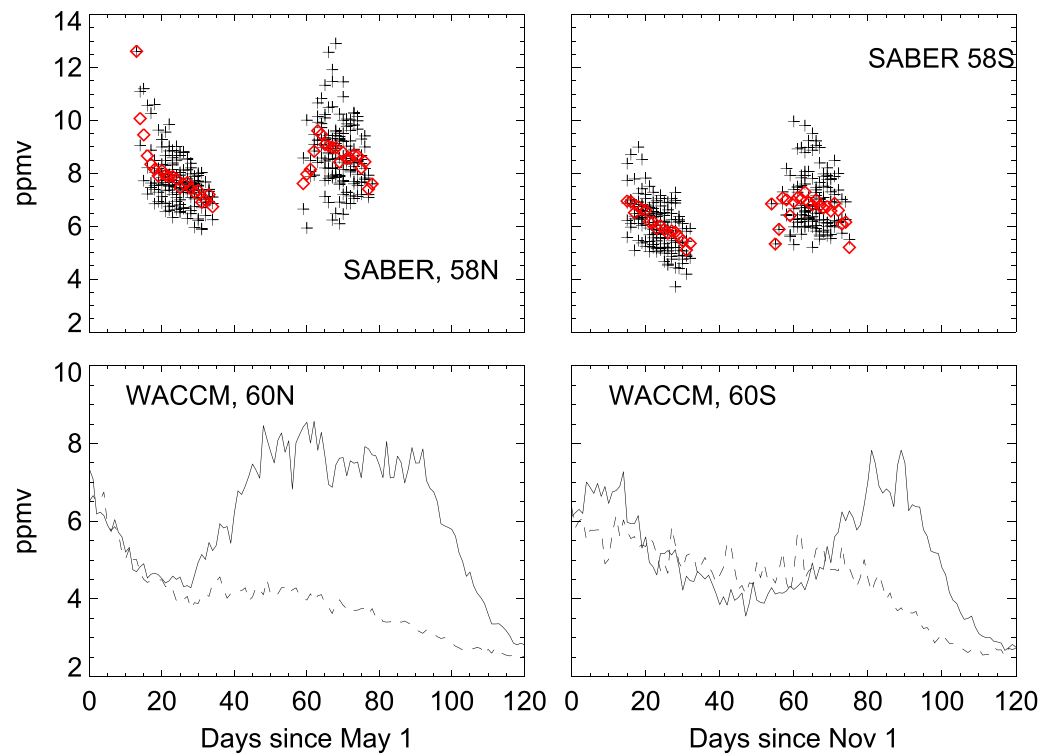 14
12
10
8
6
4
2
ppmv
SABER, 58N
SABER 58S
10
8
6
4
2
ppmv
WACCM, 60N
WACCM, 60S
0 20 40 60 80 100 120
0 20 40 60 80 100 120
Days since May 1
Days since Nov 1